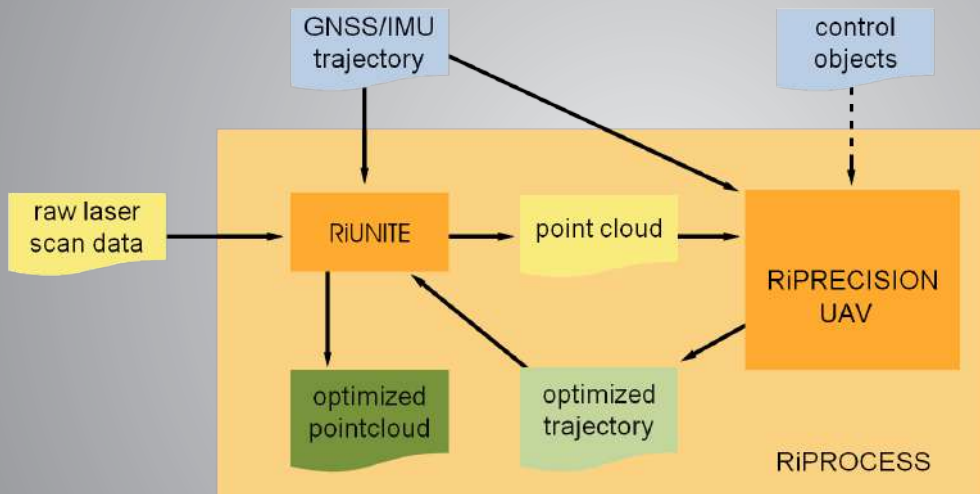 GNSS/IMU
trajectory
control
objects
raw laser
scan data
RiUNITE
point cloud
RiPRECISION
UAV
optimized
pointcloud
optimized
trajectory
RiPROCESS